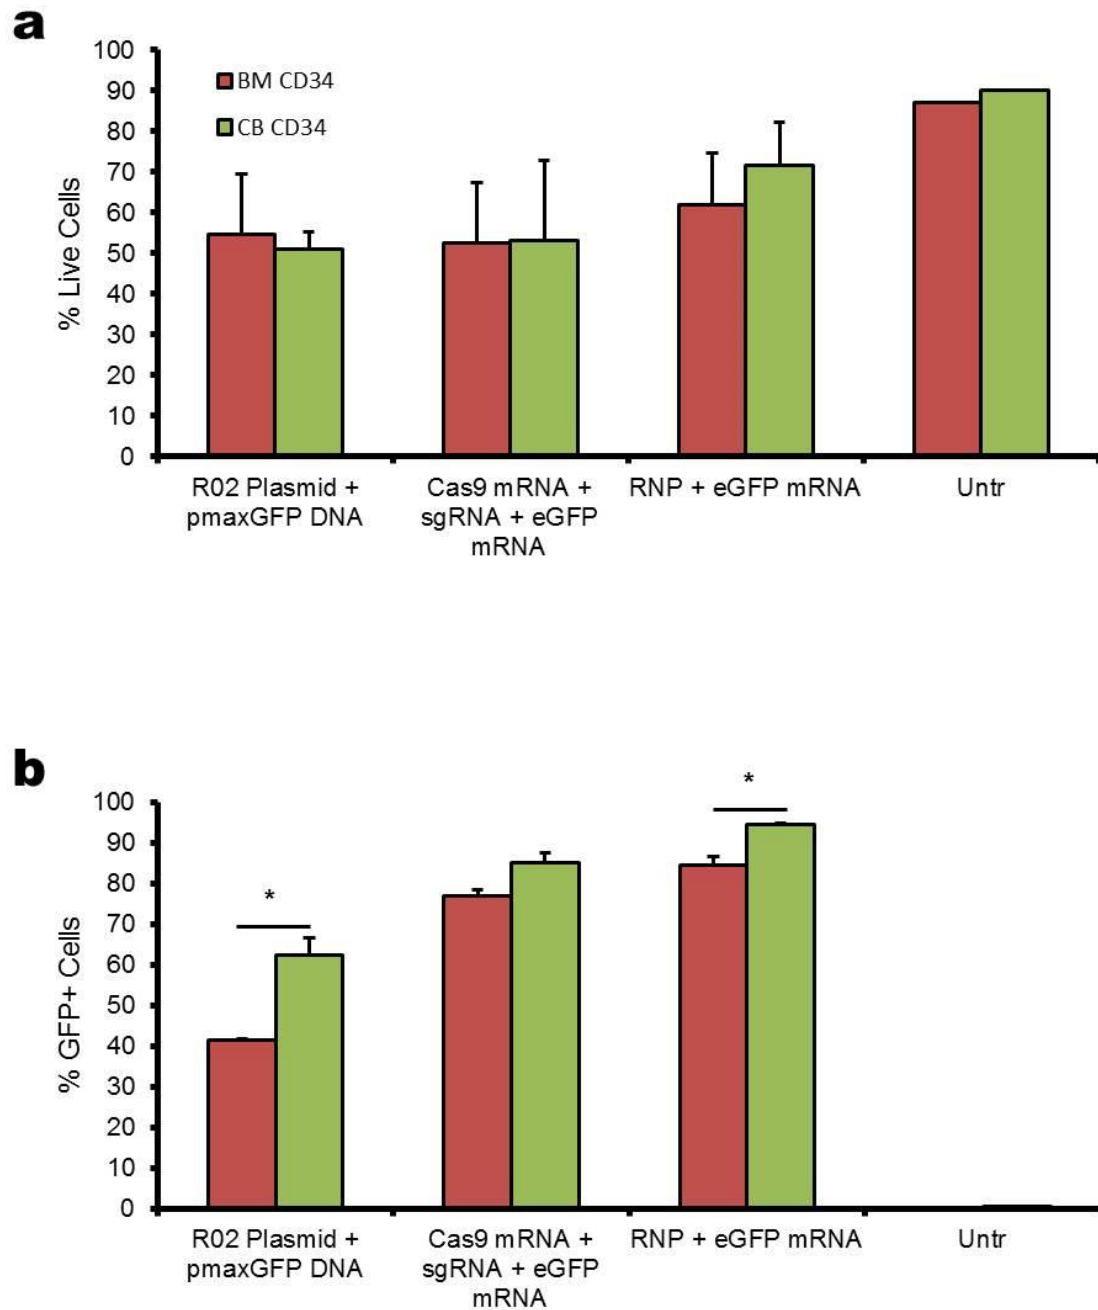 a
100
90
80
70
60
50
40
30
20
10
0
% Live Cells
BM CD34
CB CD34
R02 Plasmid +
pmaxGFP DNA
Cas9 mRNA +
sgRNA + eGFP
mRNA
RNP + eGFP mRNA
Untr
b
100
90
80
70
60
50
40
30
20
10
0
% GFP+ Cells
*
*
R02 Plasmid +
pmaxGFP DNA
Cas9 mRNA +
sgRNA + eGFP
mRNA
RNP + eGFP mRNA
Untr